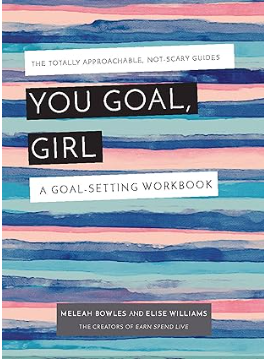 THE TOTALLY APPROACHABLE, NOT-SCARY GUIDES
YOU GOAL,
GIRL
A GOAL-SETTING WORKBOOK
MELEAH BOWLES AND ELISE WILLIAMS
THE CREATORS OF EARN SPEND LIVE